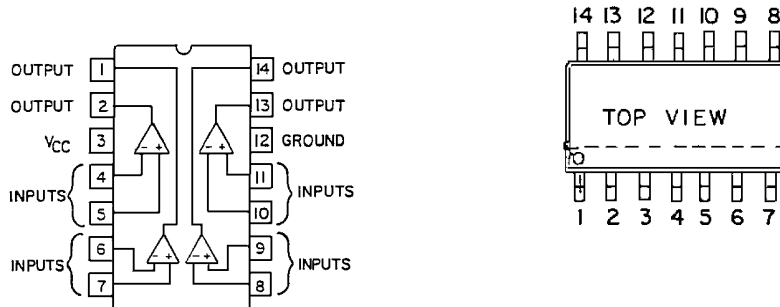 OUTPUT 1 14 OUTPUT
OUTPUT 2 13 OUTPUT
VCC 3 12 GROUND
4 - + - + 11
INPUTS INPUTS
5 10
6 - + - + 9
INPUTS INPUTS
7 8
14 13 12 11 10 9 8
TOP VIEW
1 2 3 4 5 6 7